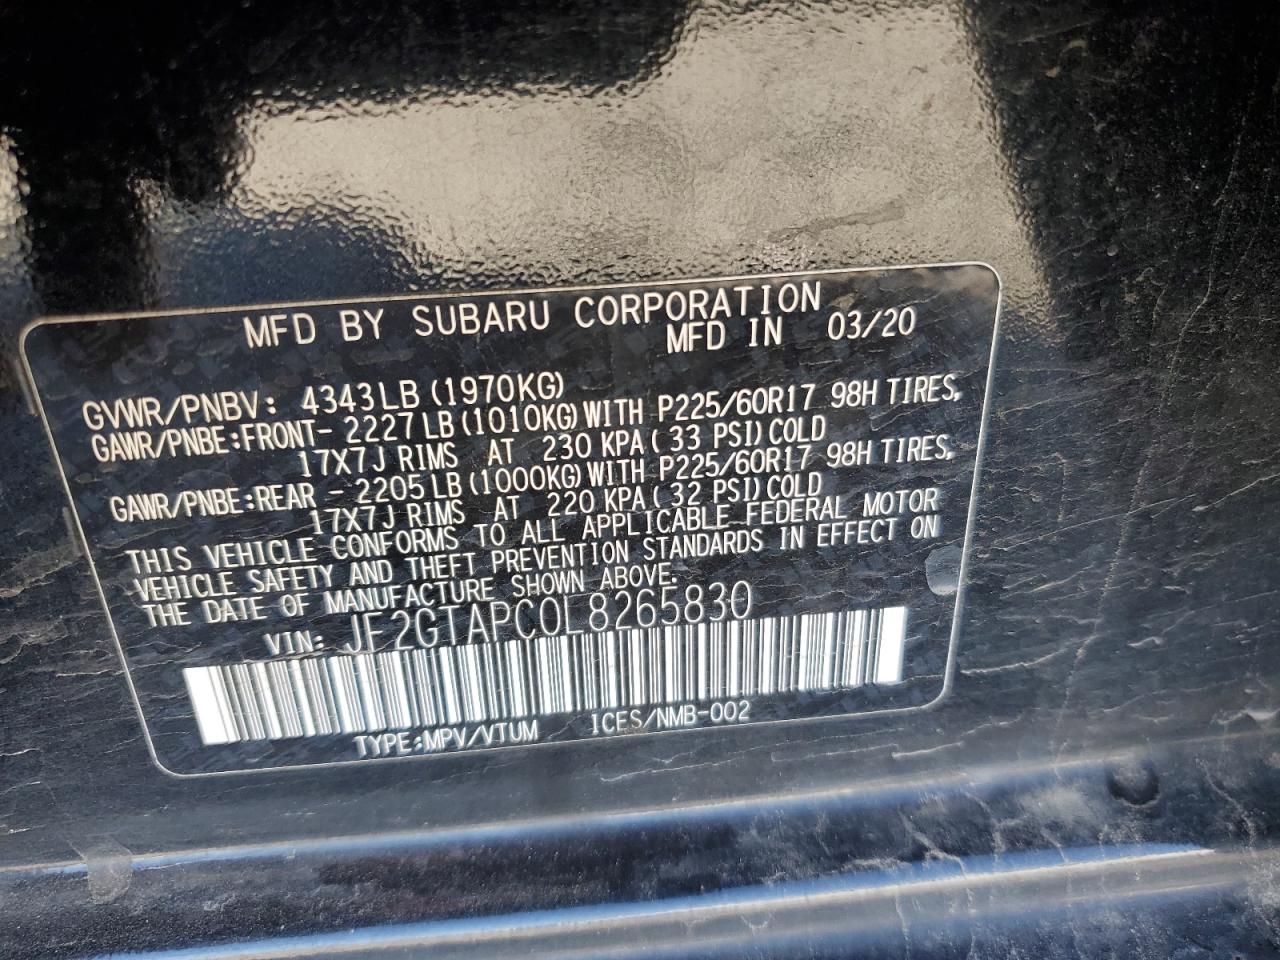 MFD BY SUBARU CORPORATION
MFD IN 03/20
GVWR/PNBV: 4343LB (1970KG)
GAWR/PNBE:FRONT- 2227LB (1010KG) WITH P225/60R17 98H TIRES,
17X7J RIMS AT 230 KPA( 33 PSI) COLD
GAWR/PNBE:REAR - 2205LB (1000KG) WITH P225/60R17 98H TIRES,
17X7J RIMS AT 220 KPA( 32 PSI) COLD
THIS VEHICLE CONFORMS TO ALL APPLICABLE FEDERAL MOTOR
VEHICLE SAFETY AND THEFT PREVENTION STANDARDS IN EFFECT ON
THE DATE OF MANUFACTURE SHOWN ABOVE.
VIN: JF2GTAPC0L8265830
TYPE:MPV/VTUM ICES/NMB-002